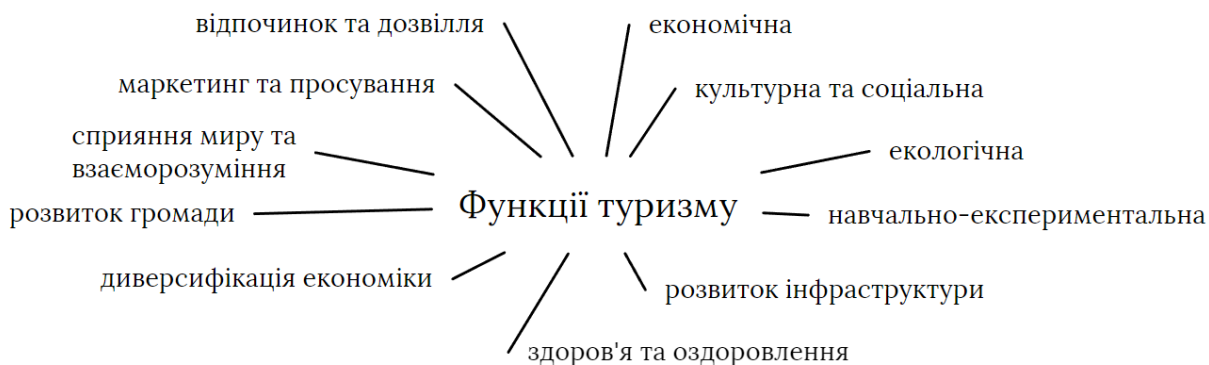 відпочинок та дозвілля
економічна
маркетинг та просування
культурна та соціальна
сприяння миру та
взаєморозуміння
екологічна
Функції туризму
розвиток громади
навчально-експериментальна
диверсифікація економіки
розвиток інфраструктури
здоров'я та оздоровлення